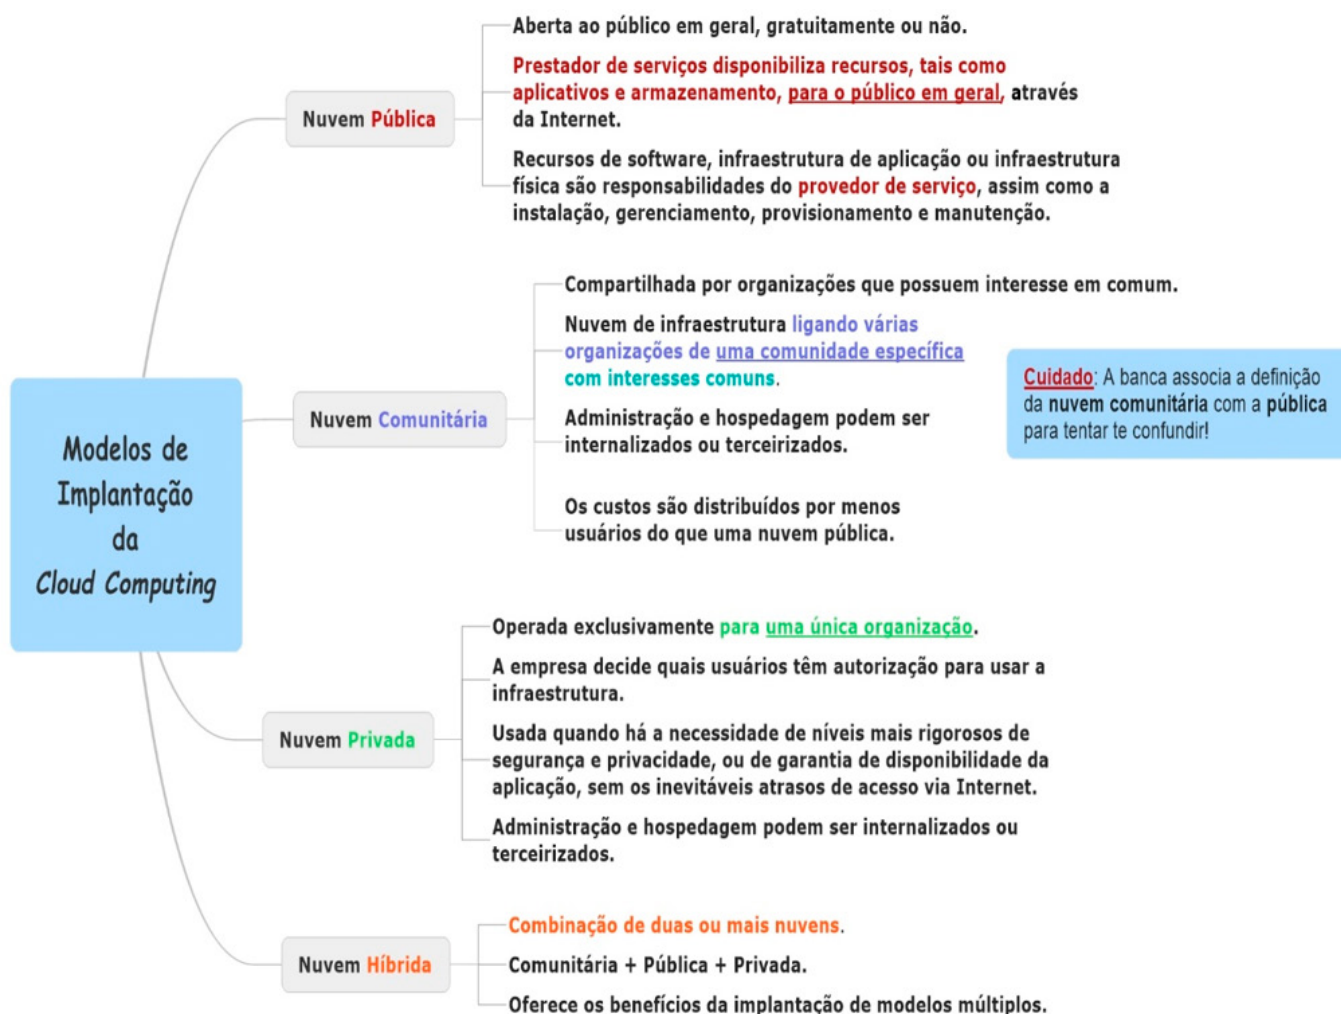 Modelos de
Implantação
da
Cloud Computing
Nuvem Pública
Aberta ao público em geral, gratuitamente ou não.
Prestador de serviços disponibiliza recursos, tais como
aplicativos e armazenamento, para o público em geral, através
da Internet.
Recursos de software, infraestrutura de aplicação ou infraestrutura
física são responsabilidades do provedor de serviço, assim como a
instalação, gerenciamento, provisionamento e manutenção.
Nuvem Comunitária
Compartilhada por organizações que possuem interesse em comum.
Nuvem de infraestrutura ligando várias
organizações de uma comunidade específica
com interesses comuns.
Administração e hospedagem podem ser
internalizados ou terceirizados.
Os custos são distribuídos por menos
usuários do que uma nuvem pública.
Cuidado: A banca associa a definição
da nuvem comunitária com a pública
para tentar te confundir!
Nuvem Privada
Operada exclusivamente para uma única organização.
A empresa decide quais usuários têm autorização para usar a
infraestrutura.
Usada quando há a necessidade de níveis mais rigorosos de
segurança e privacidade, ou de garantia de disponibilidade da
aplicação, sem os inevitáveis atrasos de acesso via Internet.
Administração e hospedagem podem ser internalizados ou
terceirizados.
Nuvem Híbrida
Combinação de duas ou mais nuvens.
Comunitária + Pública + Privada.
Oferece os benefícios da implantação de modelos múltiplos.